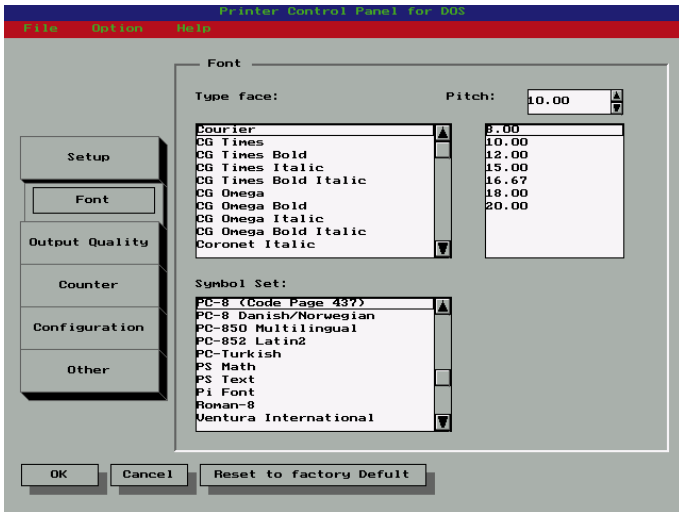 Printer Control Panel for DOS
File Option Help
Font
Type face:
Pitch:
10.00
Courier
CG Times
CG Times Bold
CG Times Italic
CG Times Bold Italic
CG Omega
CG Omega Bold
CG Omega Italic
CG Omega Bold Italic
Coronet Italic
8.00
10.00
12.00
15.00
16.67
18.00
20.00
Setup
Font
Output Quality
Counter
Configuration
Other
Symbol Set:
PC-8 (Code Page 437)
PC-8 Danish/Norwegian
PC-850 Multilingual
PC-852 Latin2
PC-Turkish
PS Math
PS Text
Pi Font
Roman-8
Ventura International
OK
Cancel
Reset to factory Defult